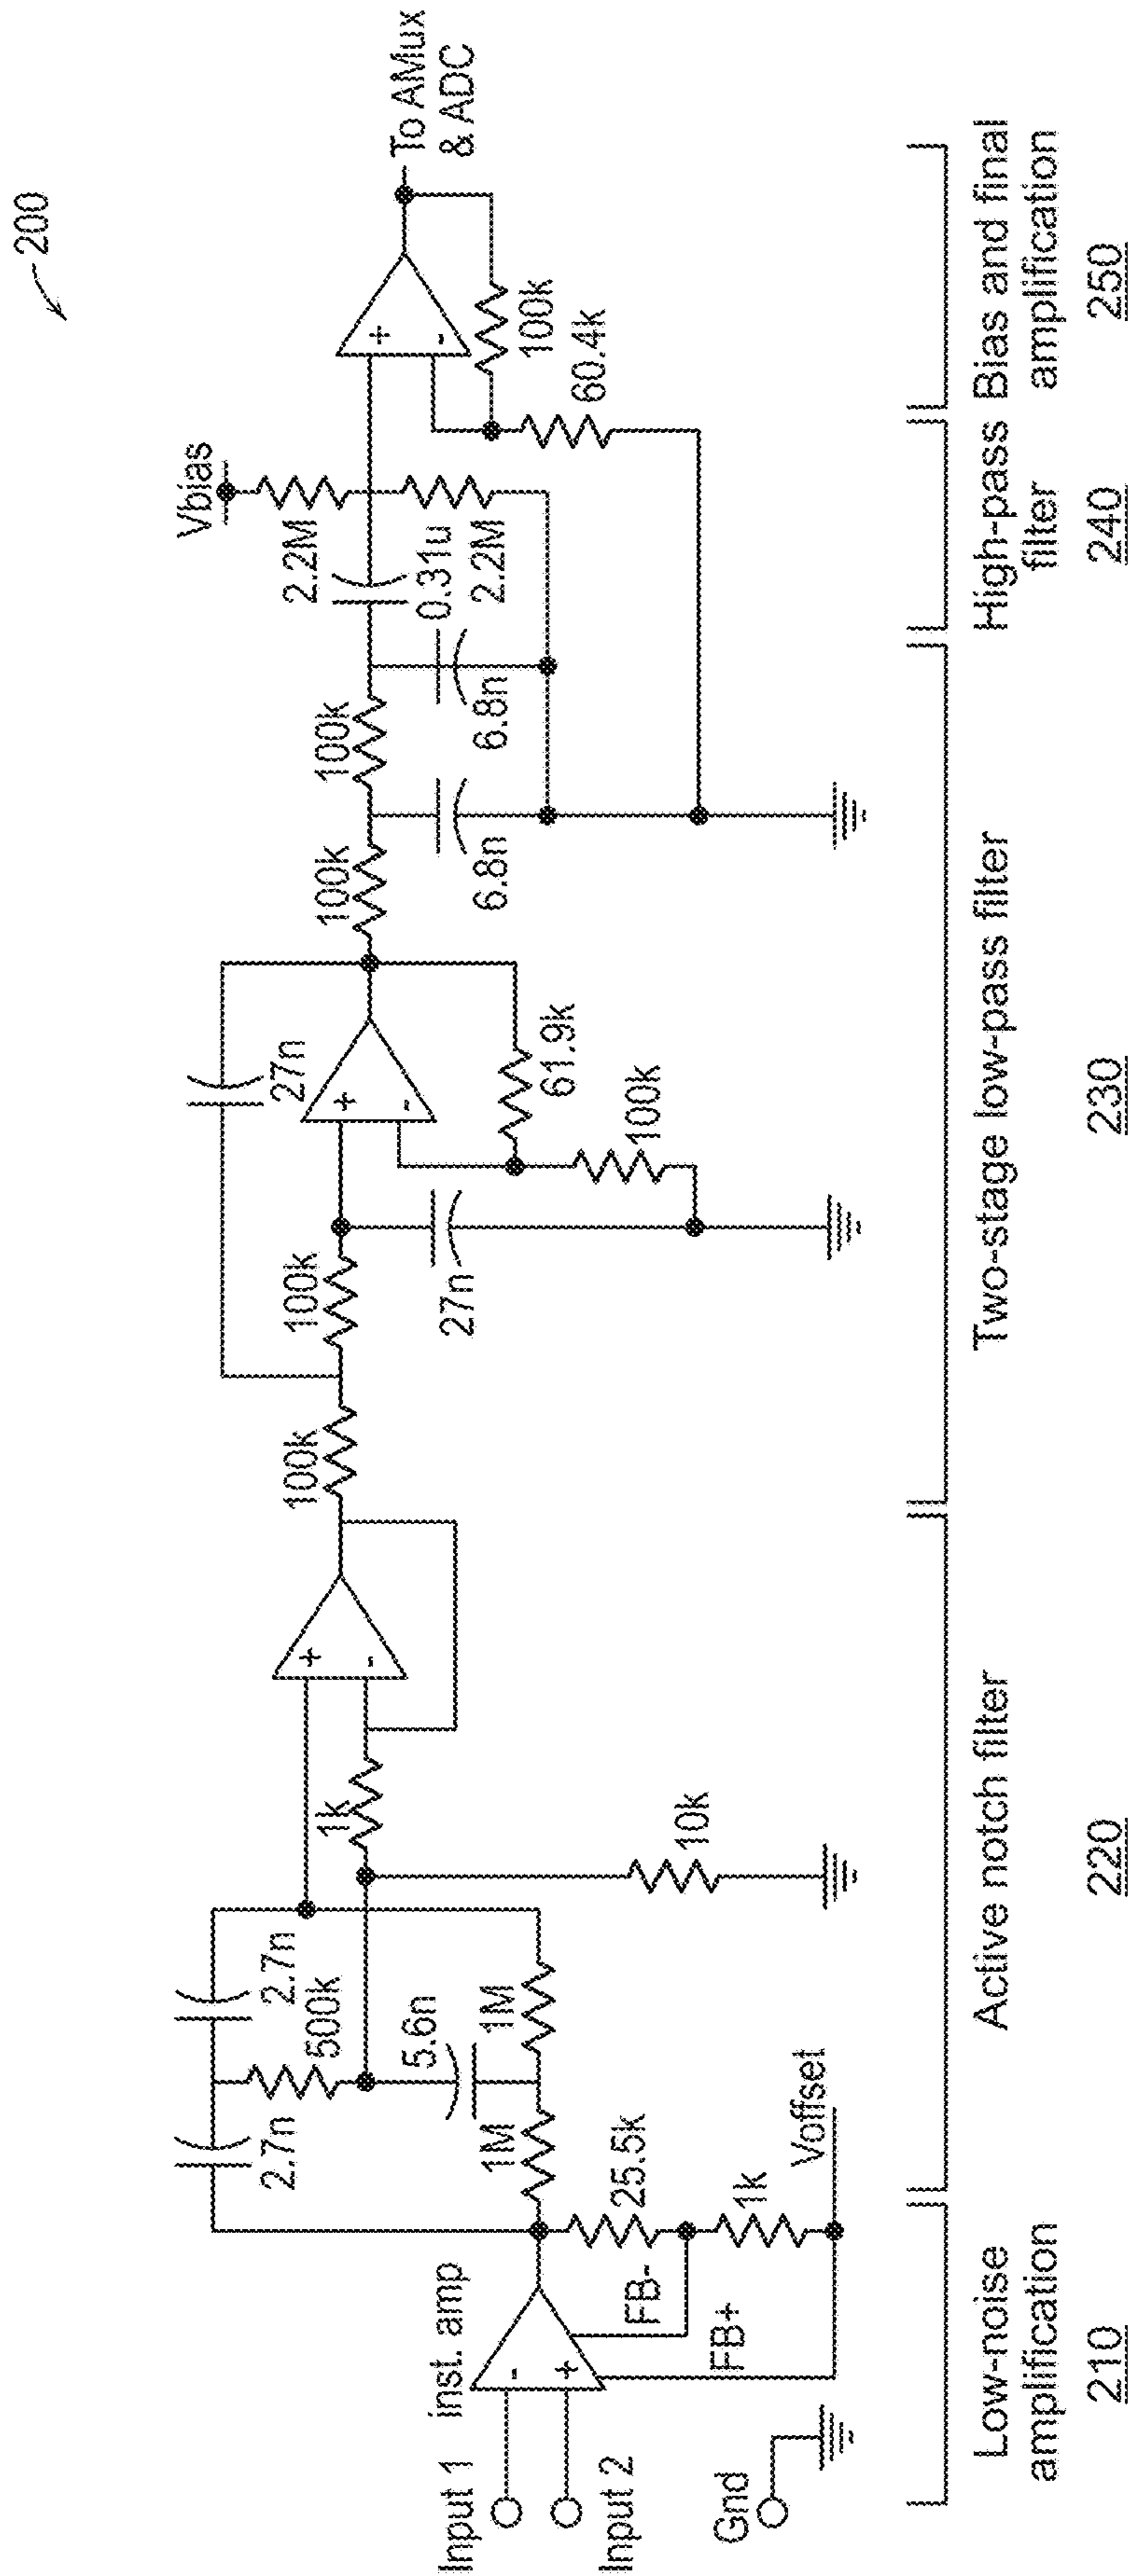 200
Input 1
Input 2
Gnd
inst. amp
-
+
FB-
FB+
25.5k
1k
Voffset
2.7n
2.7n
500k
5.6n
1M
1M
1k
10k
+
-
100k
100k
27n
27n
+
-
61.9k
100k
100k
100k
6.8n
6.8n
0.31u
Vbias
2.2M
2.2M
+
-
100k
60.4k
To AMux
& ADC
Low-noise
amplification
210
Active notch filter
220
Two-stage low-pass filter
230
High-pass
filter
240
Bias and final
amplification
250